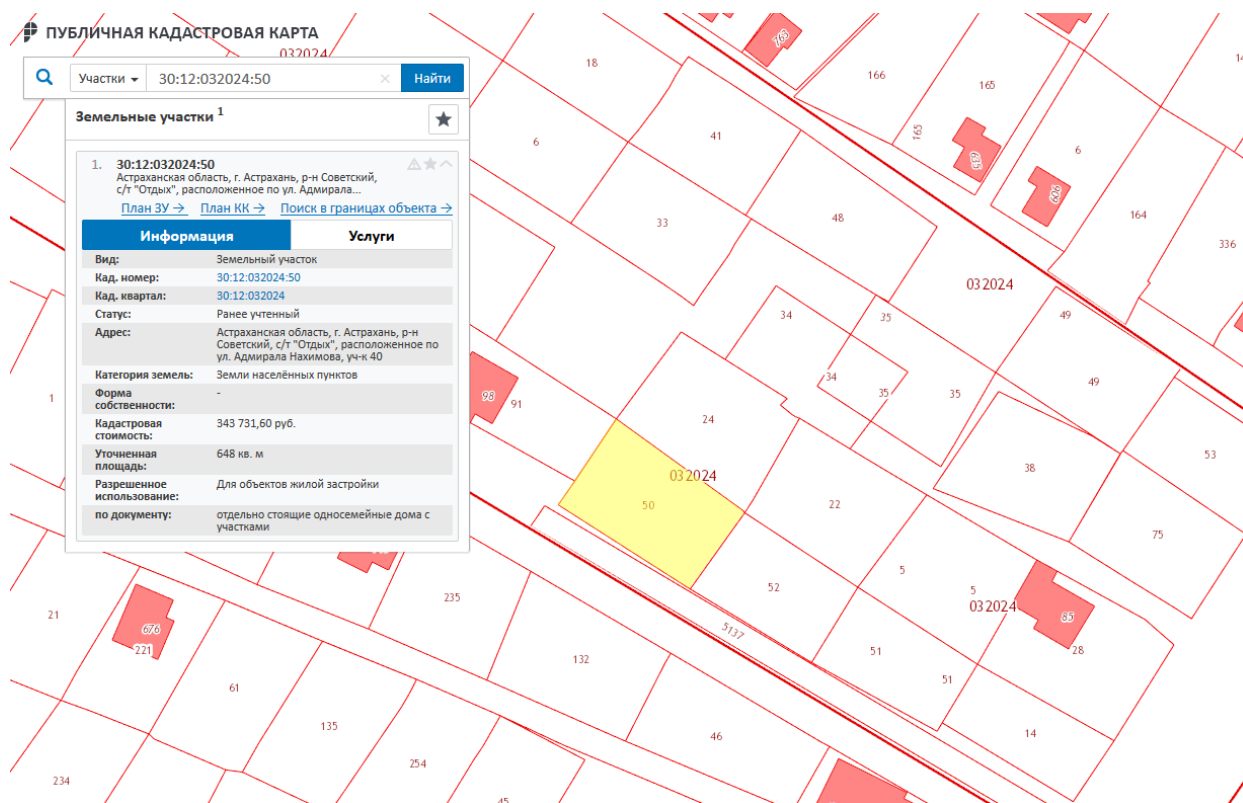 ПУБЛИЧНАЯ КАДАСТРОВАЯ КАРТА
032024
Участки
30:12:032024:50
Найти
Земельные участки 1
1. 30:12:032024:50
Астраханская область, г. Астрахань, р-н Советский,
с/т "Отдых", расположенное по ул. Адмирала...
План ЗУ → План КК → Поиск в границах объекта →
Информация Услуги
Вид: Земельный участок
Кад. номер: 30:12:032024:50
Кад. квартал: 30:12:032024
Статус: Ранее учтенный
Адрес: Астраханская область, г. Астрахань, р-н
Советский, с/т "Отдых", расположенное по
ул. Адмирала Нахимова, уч-к 40
Категория земель: Земли населённых пунктов
Форма
собственности: -
Кадастровая
стоимость: 343 731,60 руб.
Уточненная
площадь: 648 кв. м
Разрешенное
использование: Для объектов жилой застройки
по документу: отдельно стоящие односемейные дома с
участками
763
18
166
165
14
41
6
165
693
6
606
33
48
164
336
032024
34
35
49
34
35
35
49
1
98
91
24
53
032024
38
50
22
75
5
52
5
032024
85
235
21
676
221
5137
51
28
132
51
61
135
14
46
254
234
45